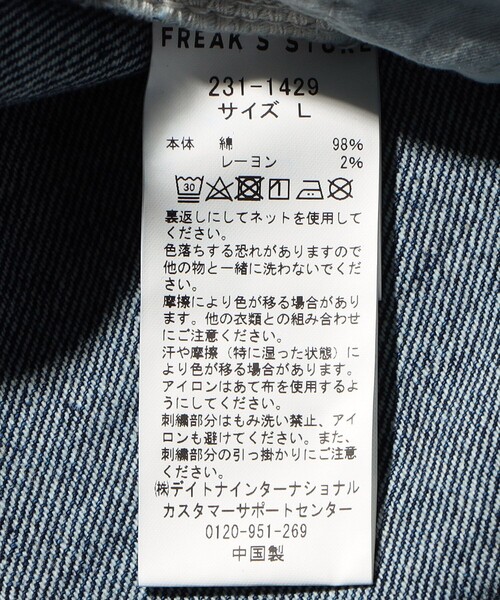 FREAK'S STORE
231-1429
サイズ L
本体 綿 98%
レーヨン 2%
30
裏返しにしてネットを使用して
ください。
色落ちする恐れがありますので
他の物と一緒に洗わないでくだ
さい。
摩擦により色が移る場合があり
ます。他の衣類との組み合わせ
にご注意ください。
汗や摩擦（特に湿った状態）に
より色が移る場合があります。
アイロンはあて布を使用するよ
うにしてください。
刺繍部分はもみ洗い禁止、アイ
ロンも避けてください。また、
刺繍部分の引っ掛かりにご注意
ください。
㈱デイトナインターナショナル
カスタマーサポートセンター
0120-951-269
中国製